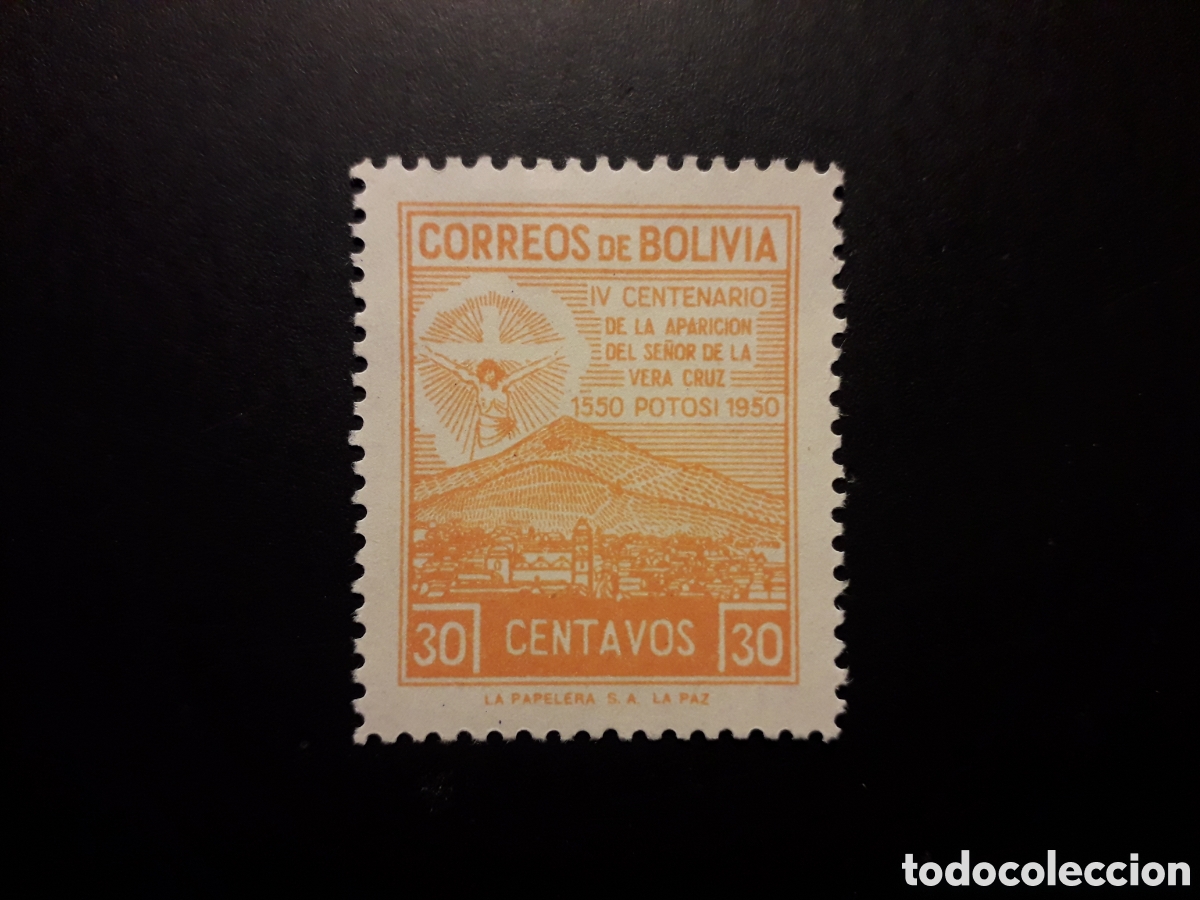 CORREOS DE BOLIVIA
IV CENTENARIO
DE LA APARICION
DEL SEÑOR DE LA
VERA CRUZ
1550 POTOSI 1950
30 CENTAVOS 30
LA PAPELERA S. A. LA PAZ
todocoleccion